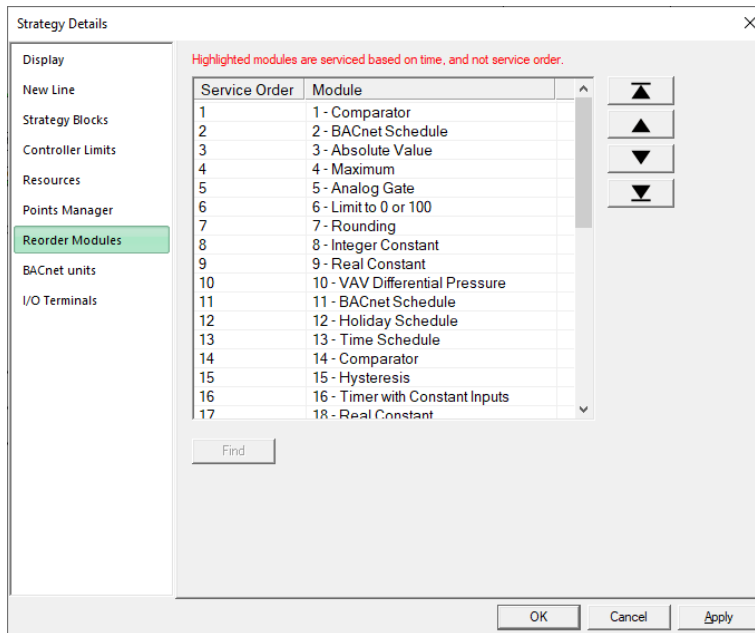 Strategy Details
Display
New Line
Strategy Blocks
Controller Limits
Resources
Points Manager
Reorder Modules
BACnet units
I/O Terminals
Highlighted modules are serviced based on time, and not service order.
Service Order Module
1 1 - Comparator
2 2 - BACnet Schedule
3 3 - Absolute Value
4 4 - Maximum
5 5 - Analog Gate
6 6 - Limit to 0 or 100
7 7 - Rounding
8 8 - Integer Constant
9 9 - Real Constant
10 10 - VAV Differential Pressure
11 11 - BACnet Schedule
12 12 - Holiday Schedule
13 13 - Time Schedule
14 14 - Comparator
15 15 - Hysteresis
16 16 - Timer with Constant Inputs
17 18 - Real Constant
Find
OK Cancel Apply